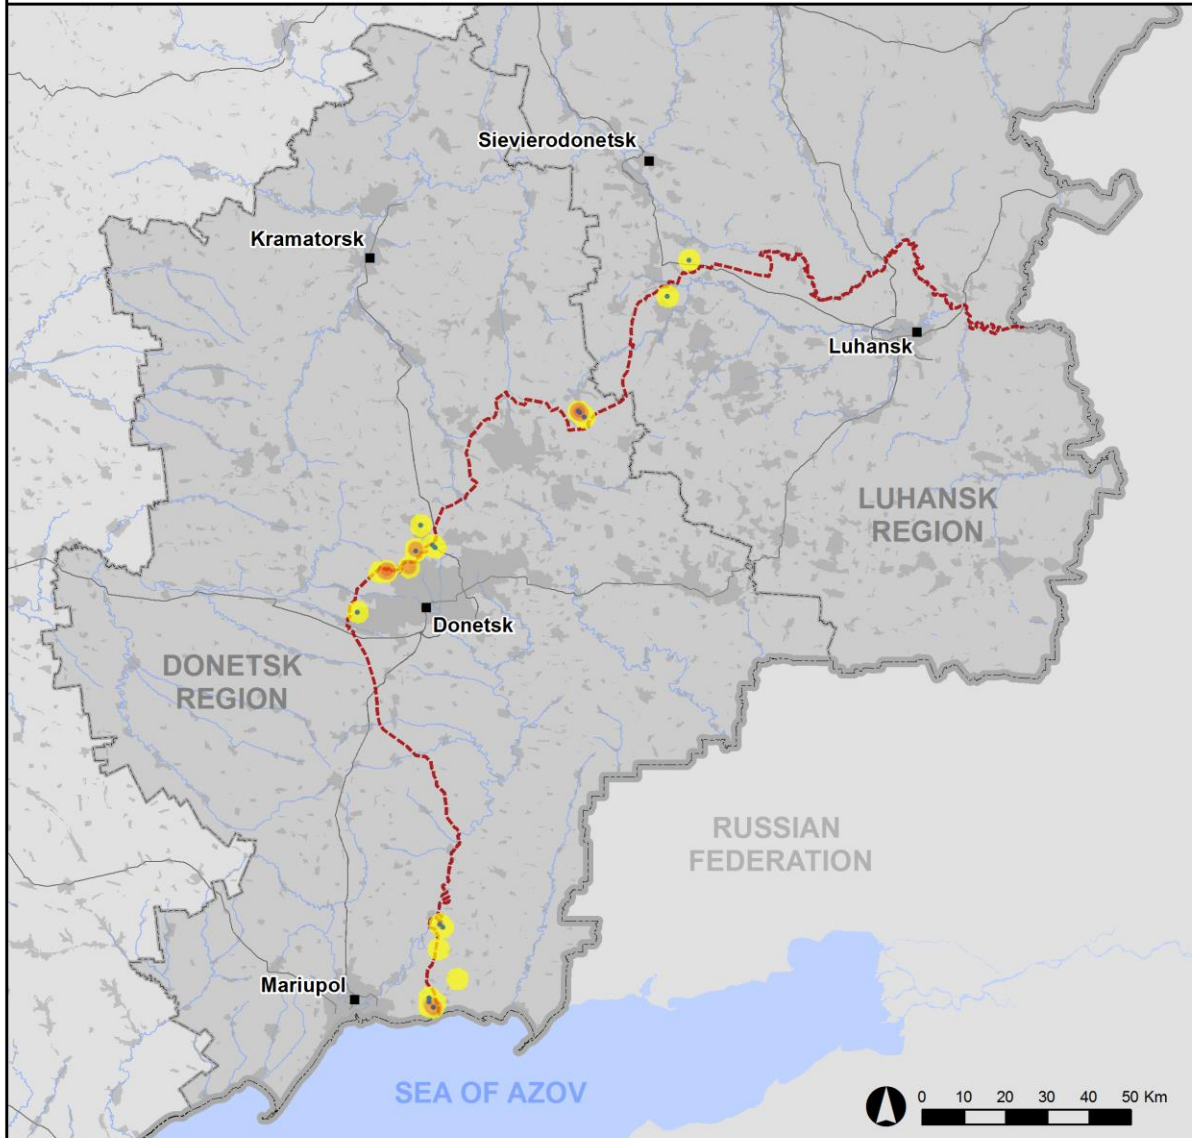 Sievierodonetsk
Kramatorsk
Luhansk
LUHANSK
REGION
Donetsk
DONETSK
REGION
RUSSIAN
FEDERATION
Mariupol
SEA OF AZOV
0 10 20 30 40 50 Km